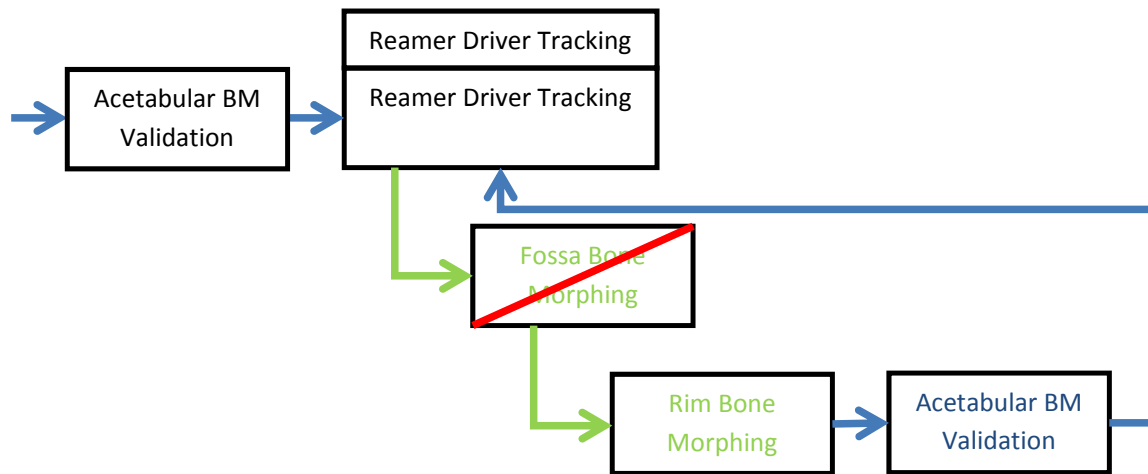 Reamer Driver Tracking
Acetabular BM
Validation
Reamer Driver Tracking
Fossa Bone
Morphing
Rim Bone
Morphing
Acetabular BM
Validation